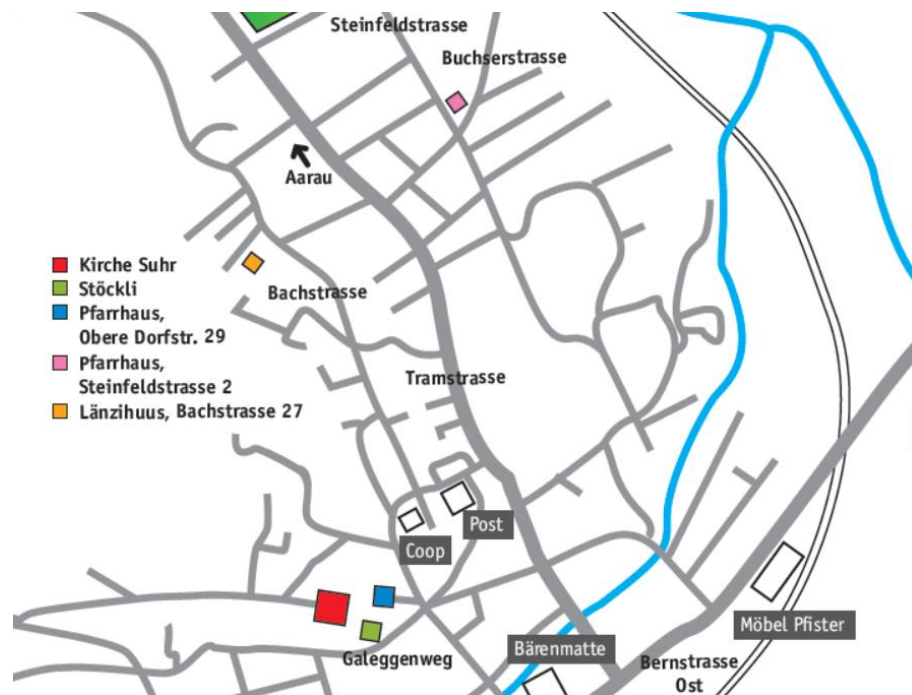 Steinfeldstrasse
Buchserstrasse
Aarau
Kirche Suhr
Stöckli
Pfarrhaus,
Obere Dorfstr. 29
Pfarrhaus,
Steinfeldstrasse 2
Länzihuus, Bachstrasse 27
Bachstrasse
Tramstrasse
Post
Coop
Möbel Pfister
Bärenmatte
Galeggenweg
Bernstrasse
Ost